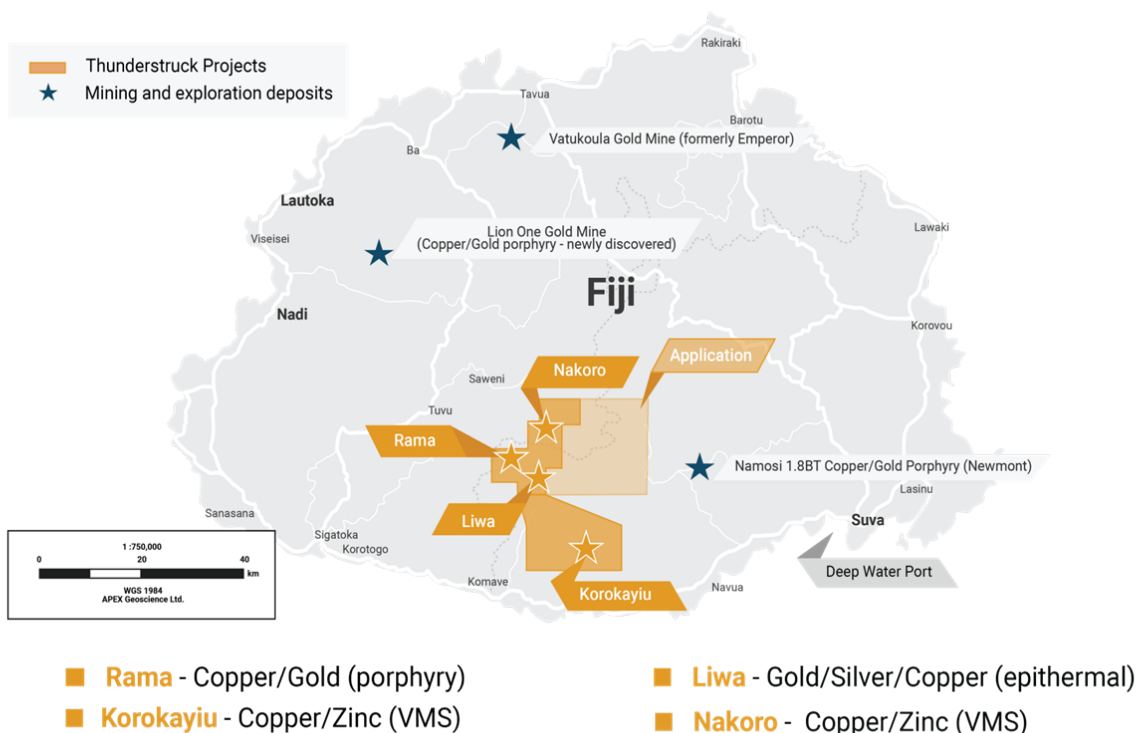 Thunderstruck Projects
Mining and exploration deposits
Rakiraki
Tavua
Barotu
Vatukoula Gold Mine (formerly Emperor)
Ba
Lautoka
Viseisei
Lion One Gold Mine
(Copper/Gold porphyry - newly discovered)
Lawaki
Fiji
Nadi
Korovou
Application
Nakoro
Saweni
Tuvu
Rama
Namosi 1.8BT Copper/Gold Porphyry (Newmont)
Lasinu
Liwa
Suva
Sanasana
Sigatoka
Korotogo
Deep Water Port
Komave
Navua
Korokayiu
1 :750,000
0 20 40
km
WGS 1984
APEX Geoscience Ltd.
Rama - Copper/Gold (porphyry)
Liwa - Gold/Silver/Copper (epithermal)
Korokayiu - Copper/Zinc (VMS)
Nakoro - Copper/Zinc (VMS)